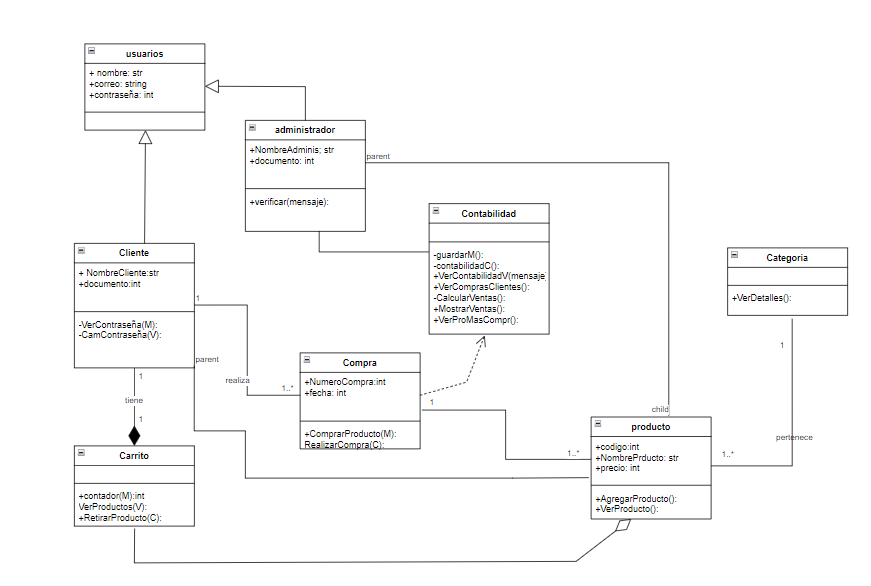 usuarios
+ nombre: str
+correo: string
+contraseña: int
administrador
+NombreAdminis; str
+documento: int
+verificar(mensaje):
parent
Contabilidad
-guardarM():
-contabilidadC():
+VerContabilidadV(mensaje
+VerComprasClientes():
-CalcularVentas():
+MostrarVentas():
+VerProMasCompr():
Categoria
+VerDetalles():
Cliente
+ NombreCliente:str
+documento:int
-VerContraseña(M):
-CamContraseña(V):
1
parent
realiza
1..*
Compra
+NumeroCompra:int
+fecha: int
+ComprarProducto(M):
RealizarCompra(C):
1
1..*
child
producto
+codigo:int
+NombrePrducto: str
+precio: int
+AgregarProducto():
+VerProducto():
1
pertenece
1..*
1
tiene
1
Carrito
+contador(M):int
VerProductos(V):
+RetirarProducto(C):